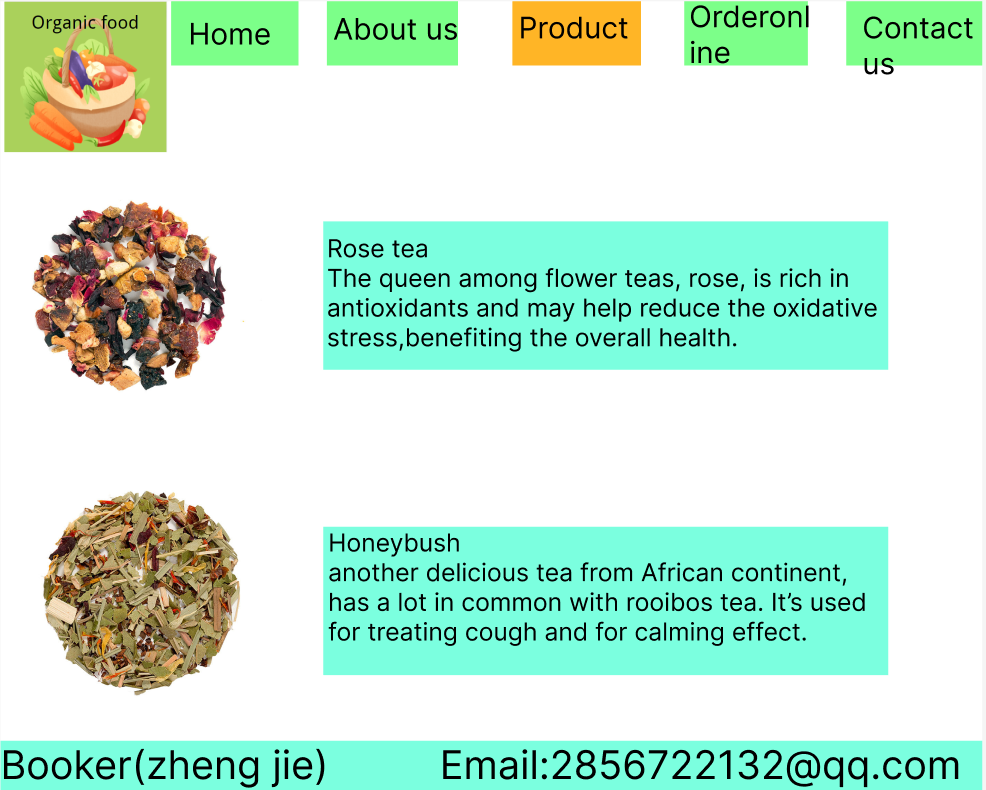 Organic food
Home
About us
Product
Orderonl
ine
Contact
us
Rose tea
The queen among flower teas, rose, is rich in
antioxidants and may help reduce the oxidative
stress,benefiting the overall health.
Honeybush
another delicious tea from African continent,
has a lot in common with rooibos tea. It’s used
for treating cough and for calming effect.
Booker(zheng jie)
Email:2856722132@qq.com